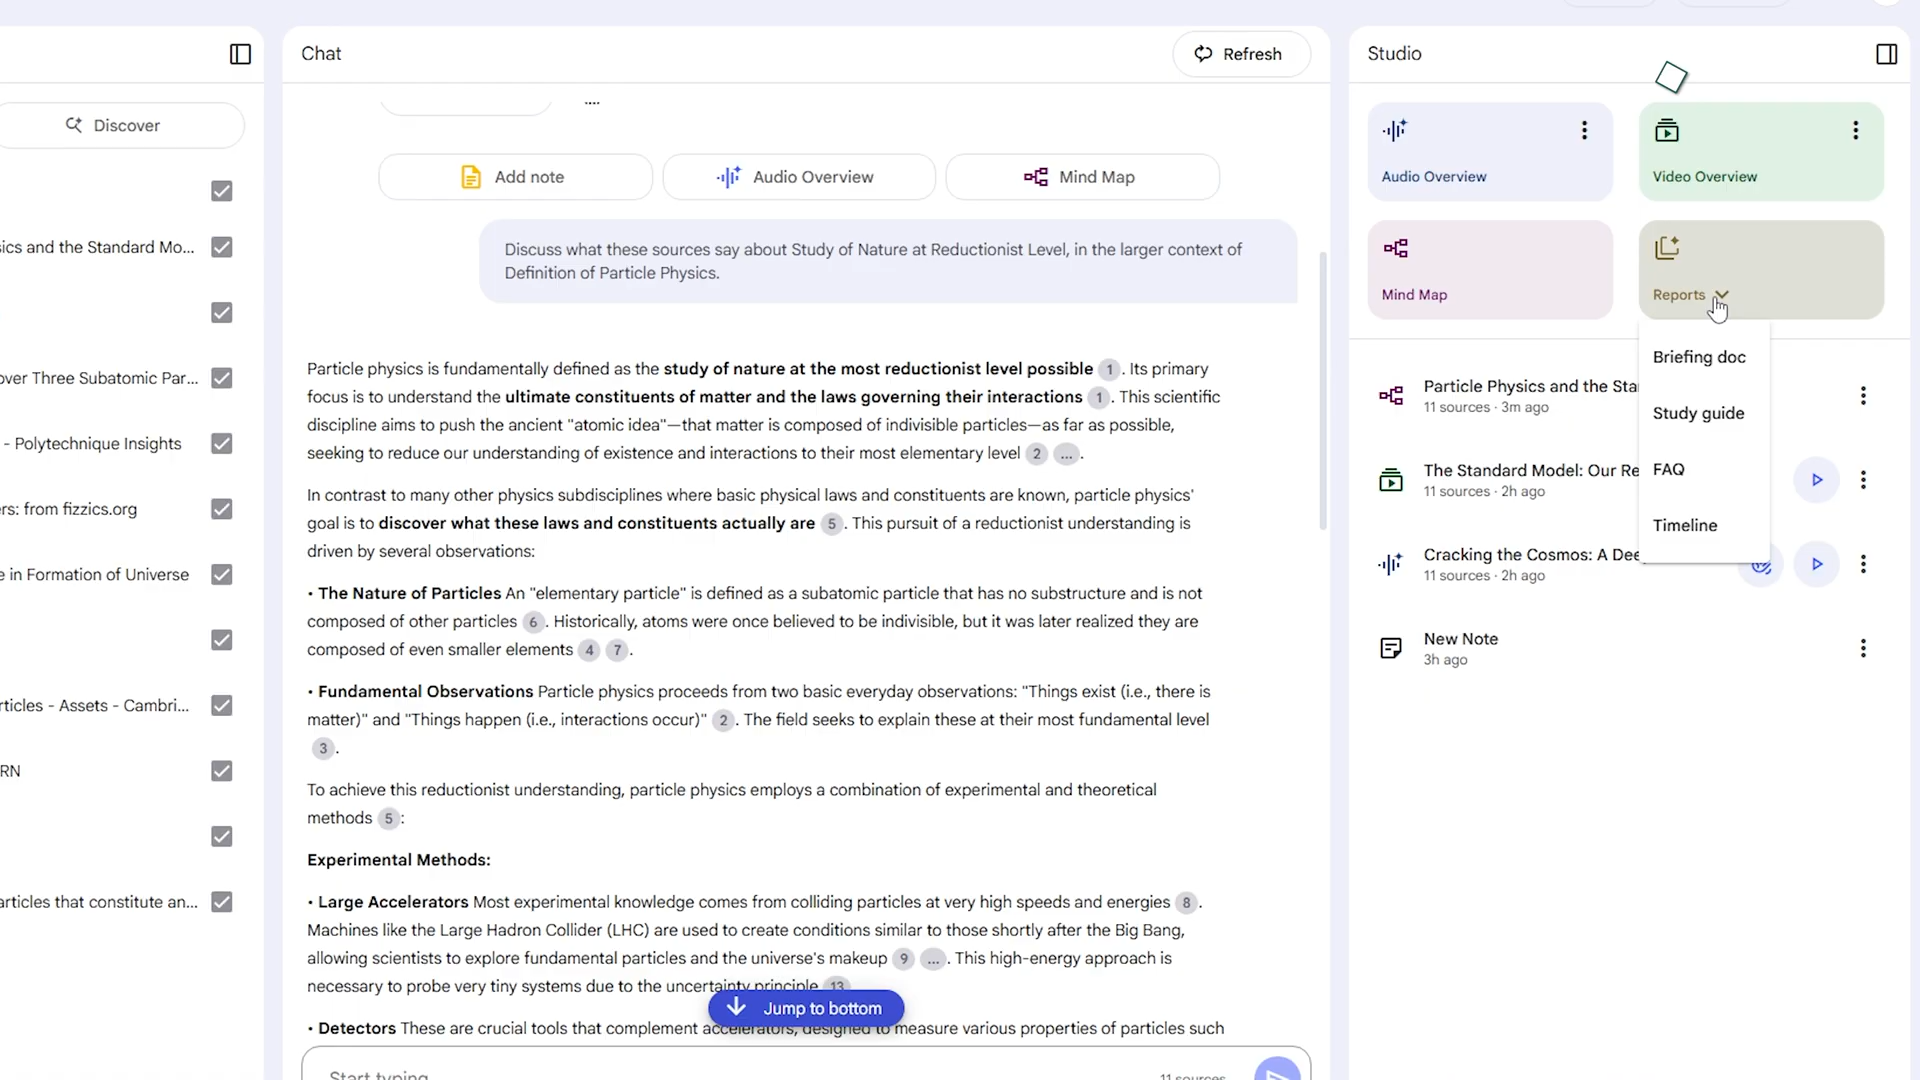 Discover
ics and the Standard Mo...
over Three Subatomic Par...
- Polytechnique Insights
rs: from fizzics.org
e in Formation of Universe
rticles - Assets - Cambri...
RN
articles that constitute an...
Chat
Refresh
....
Add note
Audio Overview
Mind Map
Discuss what these sources say about Study of Nature at Reductionist Level, in the larger context of
Definition of Particle Physics.
Particle physics is fundamentally defined as the study of nature at the most reductionist level possible 1. Its primary
focus is to understand the ultimate constituents of matter and the laws governing their interactions 1. This scientific
discipline aims to push the ancient "atomic idea"—that matter is composed of indivisible particles—as far as possible,
seeking to reduce our understanding of existence and interactions to their most elementary level 2 ... .
In contrast to many other physics subdisciplines where basic physical laws and constituents are known, particle physics'
goal is to discover what these laws and constituents actually are 5. This pursuit of a reductionist understanding is
driven by several observations:
• The Nature of Particles An "elementary particle" is defined as a subatomic particle that has no substructure and is not
composed of other particles 6. Historically, atoms were once believed to be indivisible, but it was later realized they are
composed of even smaller elements 4 7.
• Fundamental Observations Particle physics proceeds from two basic everyday observations: "Things exist (i.e., there is
matter)" and "Things happen (i.e., interactions occur)" 2. The field seeks to explain these at their most fundamental level
3.
To achieve this reductionist understanding, particle physics employs a combination of experimental and theoretical
methods 5:
Experimental Methods:
• Large Accelerators Most experimental knowledge comes from colliding particles at very high speeds and energies 8.
Machines like the Large Hadron Collider (LHC) are used to create conditions similar to those shortly after the Big Bang,
allowing scientists to explore fundamental particles and the universe's makeup 9 ... . This high-energy approach is
necessary to probe very tiny systems due to the uncertainty principle 13
Jump to bottom
• Detectors These are crucial tools that complement accelerators, designed to measure various properties of particles such
Start typing
11 sources
Studio
Audio Overview
Video Overview
Mind Map
Reports
Briefing doc
Study guide
FAQ
Timeline
Particle Physics and the Sta
11 sources · 3m ago
The Standard Model: Our Re
11 sources · 2h ago
Cracking the Cosmos: A Dee
11 sources · 2h ago
New Note
3h ago